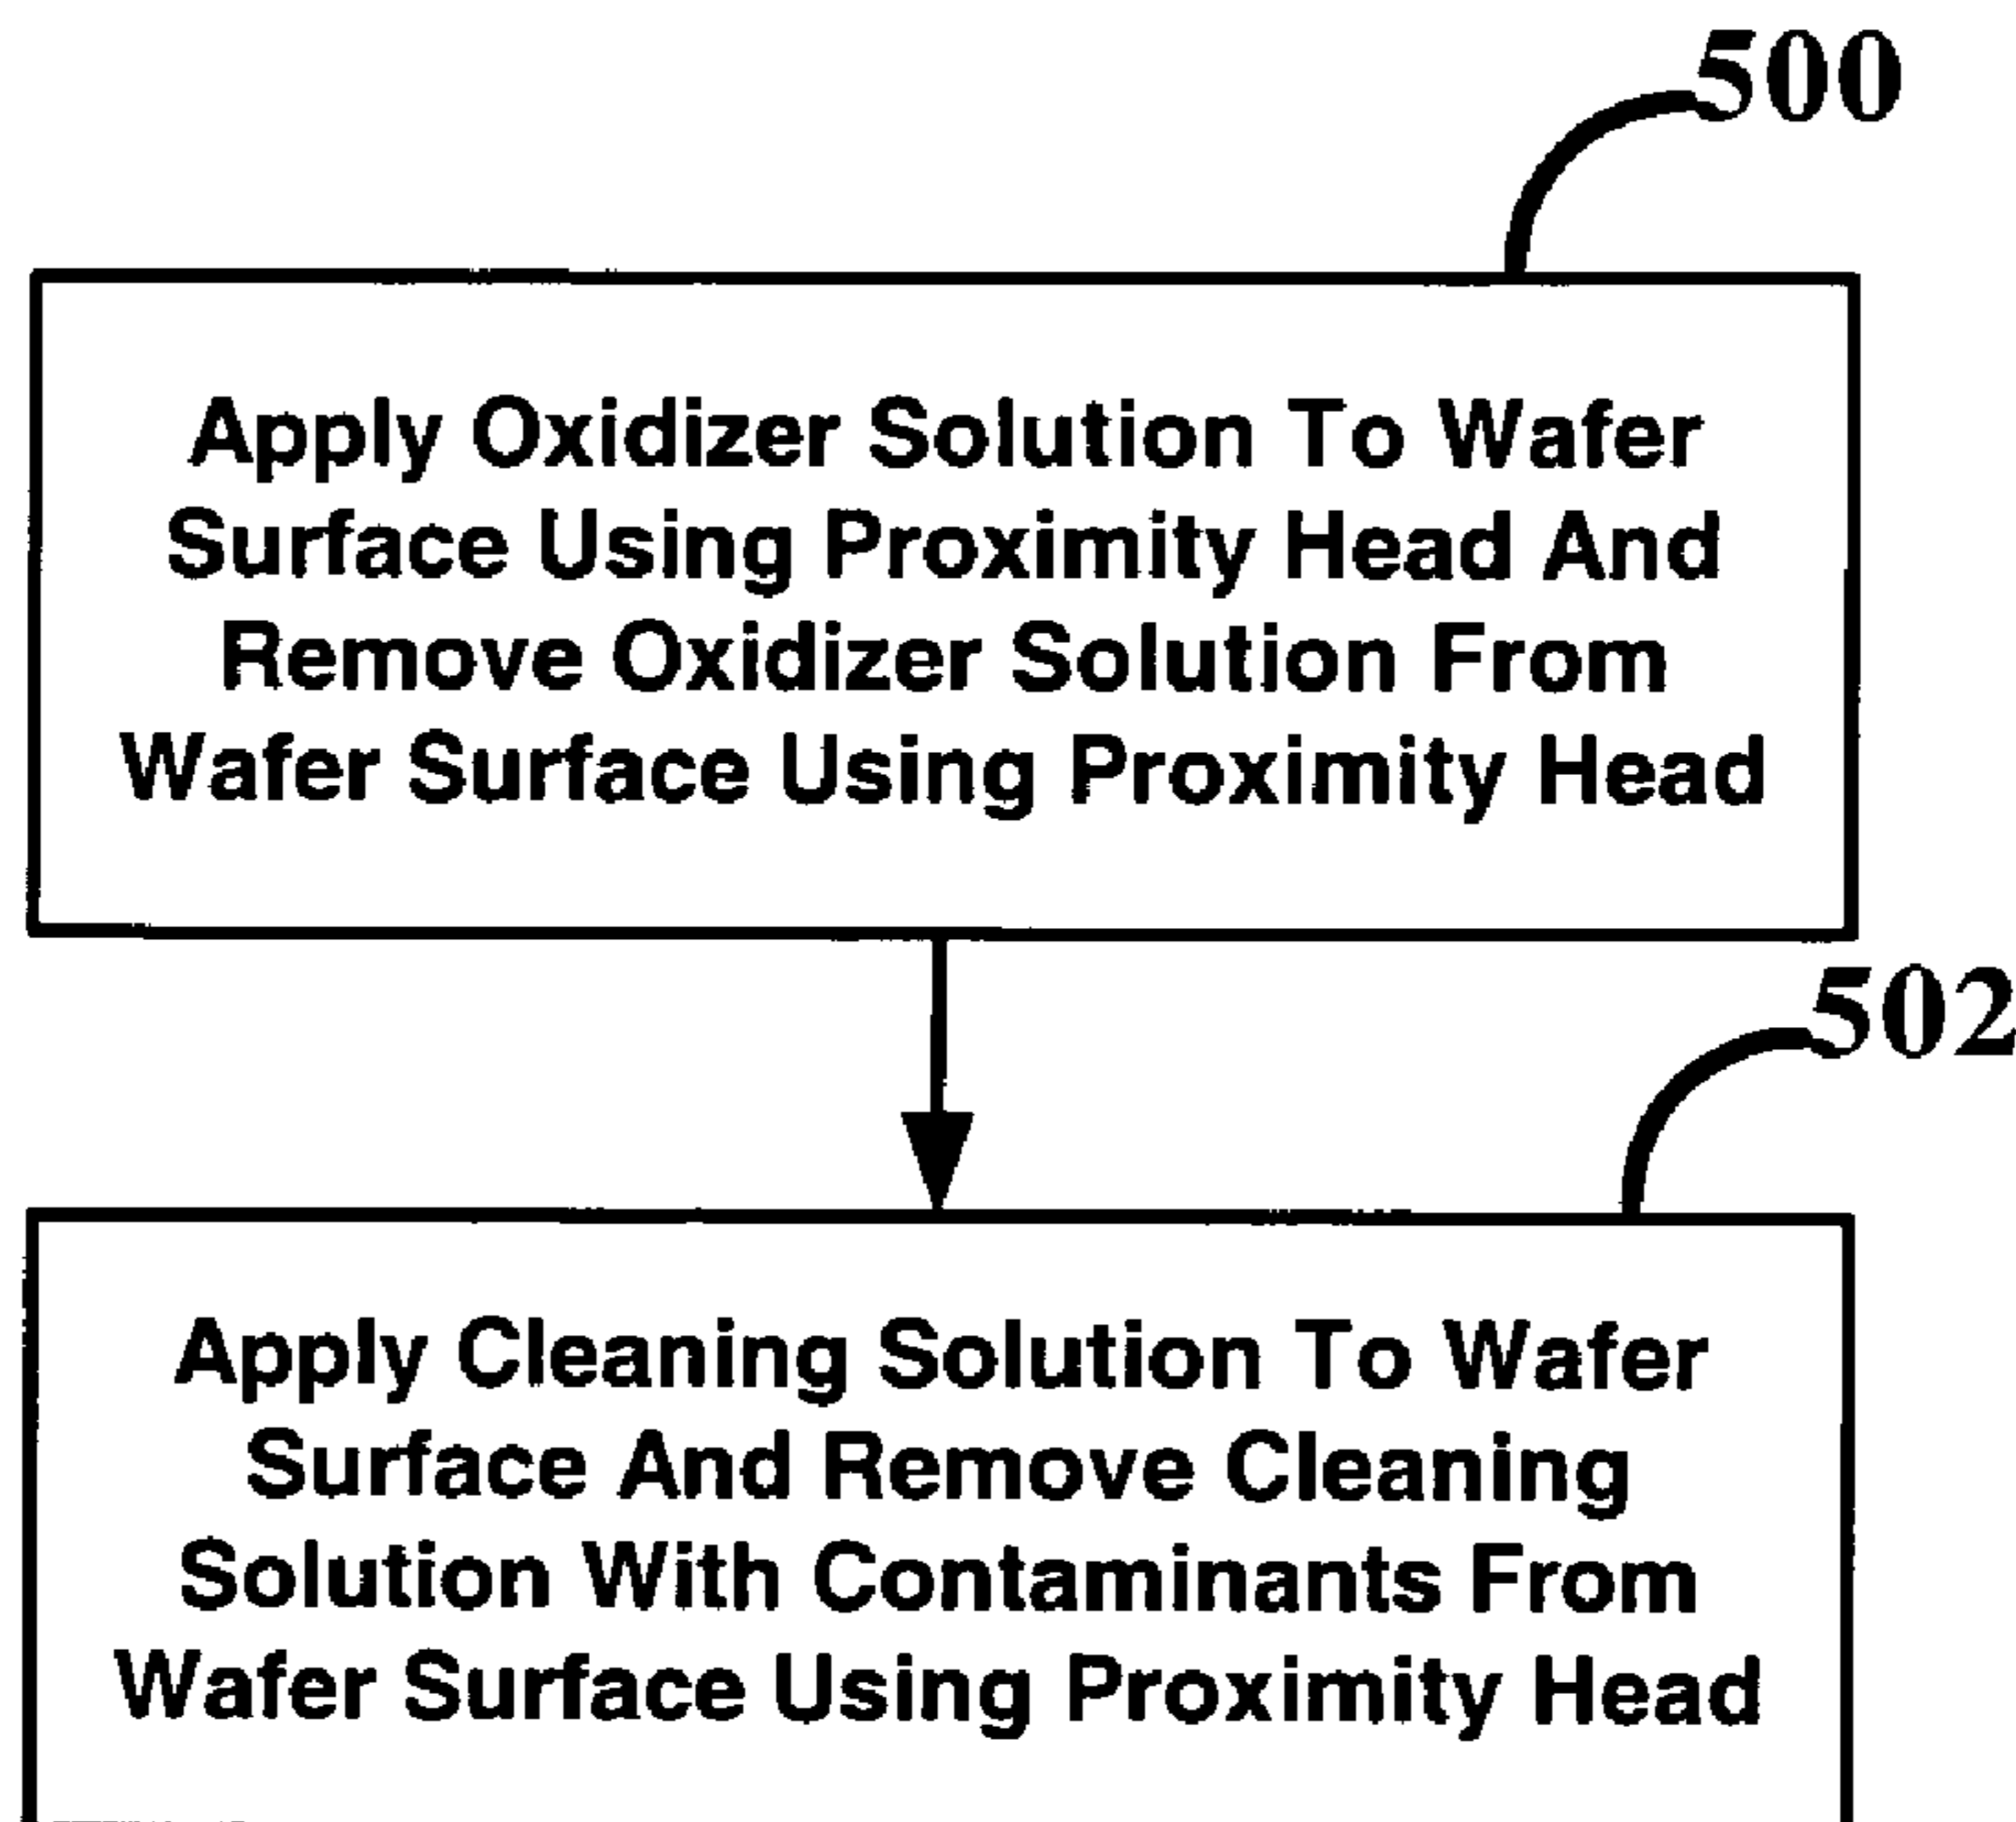 500
Apply Oxidizer Solution To Wafer
Surface Using Proximity Head And
Remove Oxidizer Solution From
Wafer Surface Using Proximity Head
502
Apply Cleaning Solution To Wafer
Surface And Remove Cleaning
Solution With Contaminants From
Wafer Surface Using Proximity Head